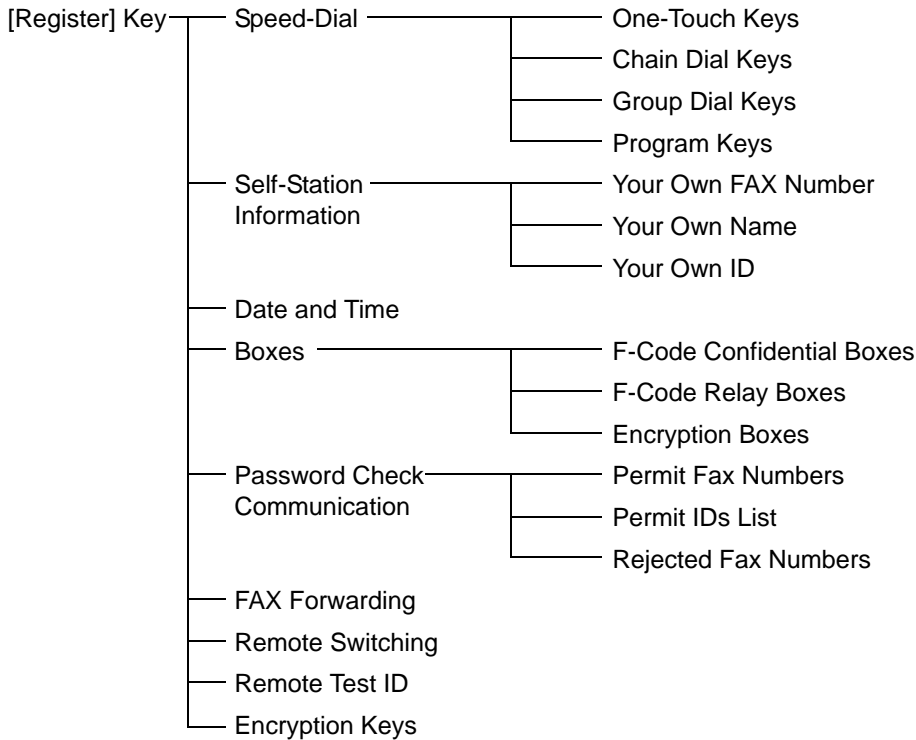 [Register] Key
Speed-Dial
One-Touch Keys
Chain Dial Keys
Group Dial Keys
Program Keys
Self-Station
Information
Your Own FAX Number
Your Own Name
Your Own ID
Date and Time
Boxes
F-Code Confidential Boxes
F-Code Relay Boxes
Encryption Boxes
Password Check
Communication
Permit Fax Numbers
Permit IDs List
Rejected Fax Numbers
FAX Forwarding
Remote Switching
Remote Test ID
Encryption Keys